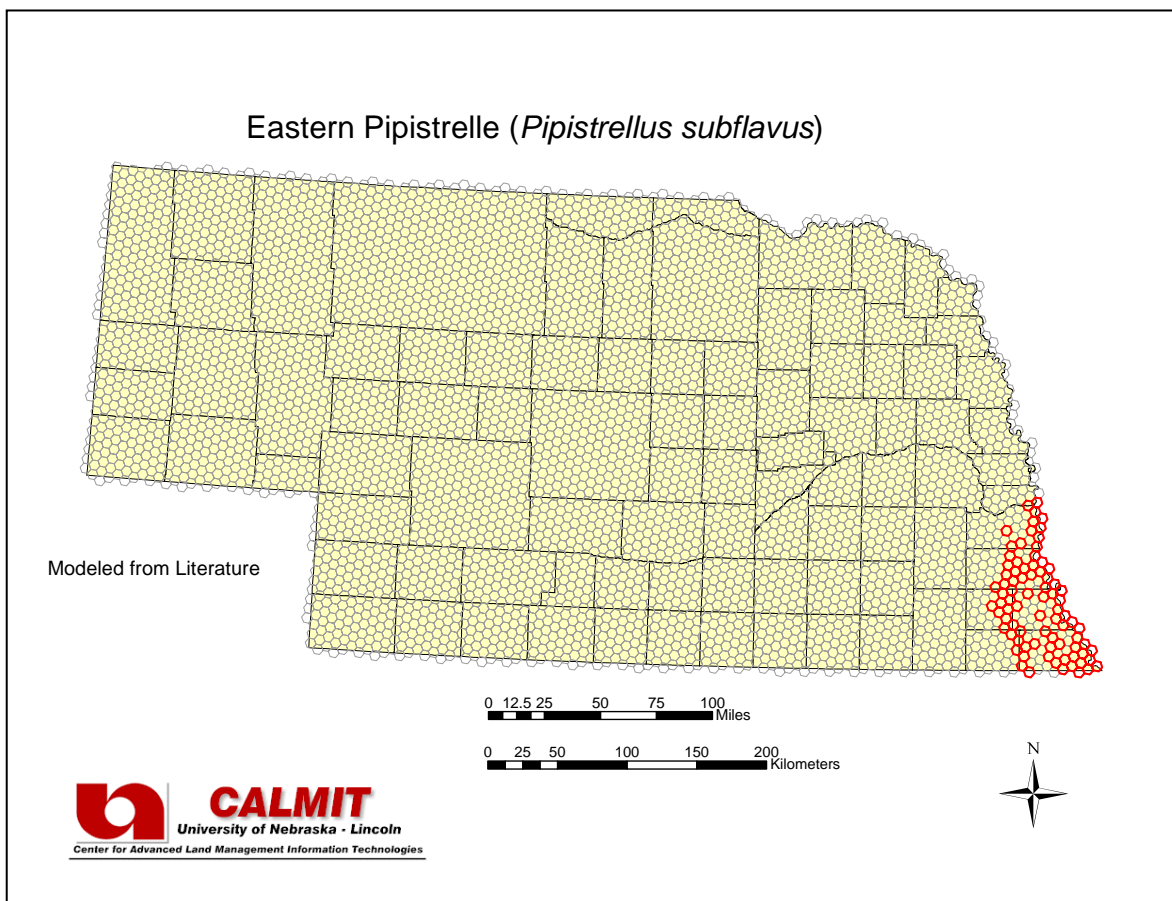 Eastern Pipistrelle (Pipistrellus subflavus)
Modeled from Literature
0 12.5 25 50 75 100
Miles
0 25 50 100 150 200
Kilometers
N
CALMIT
University of Nebraska - Lincoln
Center for Advanced Land Management Information Technologies